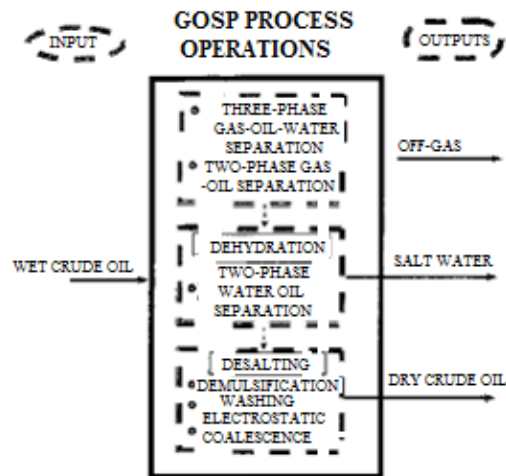 GOSP PROCESS
OPERATIONS
INPUT
OUTPUTS
THREE-PHASE
GAS-OIL-WATER
SEPARATION
TWO-PHASE GAS
-OIL SEPARATION
OFF-GAS
[ DEHYDRATION ]
TWO-PHASE
WATER OIL
SEPARATION
WET CRUDE OIL
SALT WATER
[ DESALTING ]
DEMULSIFICATION
WASHING
ELECTROSTATIC
COALESCENCE
DRY CRUDE OIL